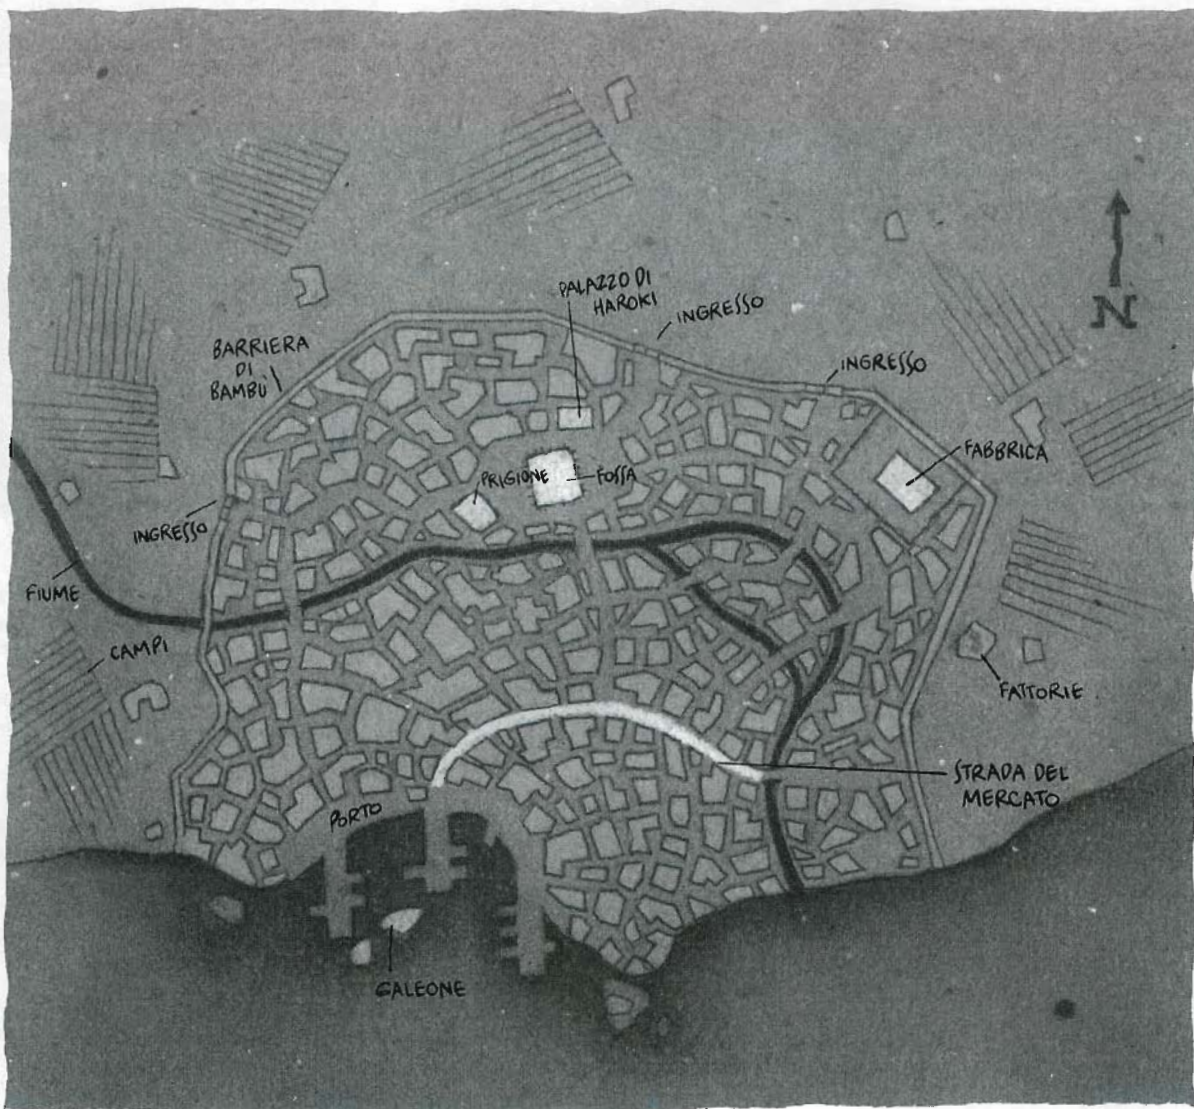 PALAZZO DI
HAROKI
INGRESSO
BARRIERA
DI
BAMBÙ
INGRESSO
N
FABBRICA
PRIGIONE
FOSSA
INGRESSO
FIUME
CAMPI
FATTORIE
STRADA DEL
MERCATO
PORTO
GALEONE